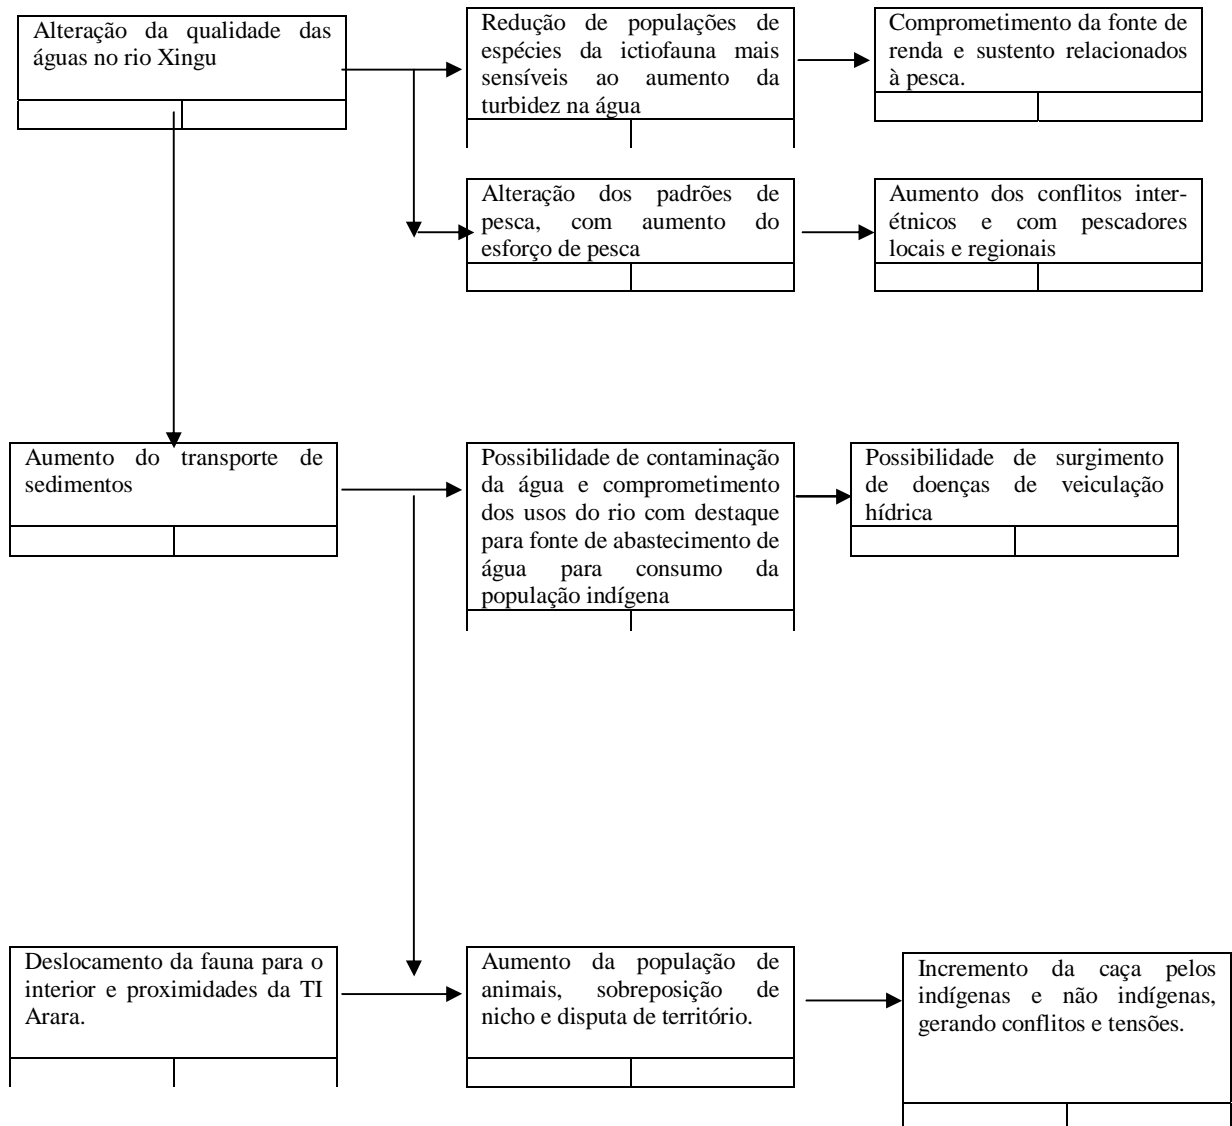 Alteração da qualidade das
águas no rio Xingu
Redução de populações de
espécies da ictiofauna mais
sensíveis ao aumento da
turbidez na água
Comprometimento da fonte de
renda e sustento relacionados
à pesca.
Alteração dos padrões de
pesca, com aumento do
esforço de pesca
Aumento dos conflitos inter-
étnicos e com pescadores
locais e regionais
Aumento do transporte de
sedimentos
Possibilidade de contaminação
da água e comprometimento
dos usos do rio com destaque
para fonte de abastecimento de
água para consumo da
população indígena
Possibilidade de surgimento
de doenças de veiculação
hídrica
Deslocamento da fauna para o
interior e proximidades da TI
Arara.
Aumento da população de
animais, sobreposição de
nicho e disputa de território.
Incremento da caça pelos
indígenas e não indígenas,
gerando conflitos e tensões.